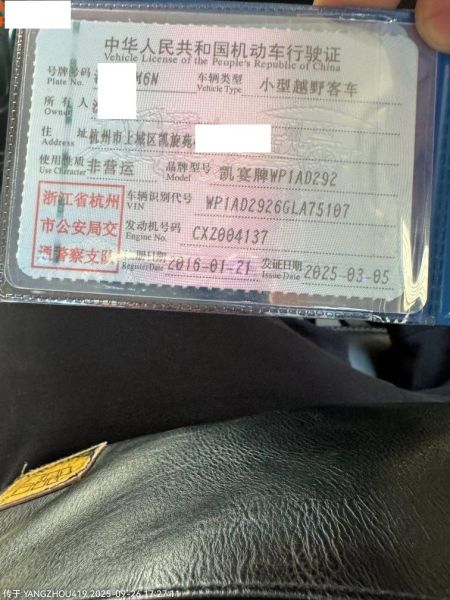 中华人民共和国机动车行驶证
Vehicle License of the People's Republic of China
号牌号码 M6N 车辆类型 小型越野客车
Plate No. Vehicle Type
所有人
Owner
住址 杭州市上城区凯旋苑
Address
使用性质 非营运 品牌型号 凯宴牌WP1AD292
Use Character Model
浙江省杭州
市公安局交
通警察支队
车辆识别代号 WP1AD2926GLA75107
VIN
发动机号码 CXZ004137
Engine No.
册日期 2016-01-21 发证日期 2025-03-05
Register Date Issue Date
传于 YANGZHOU419 2025-09-26 17:27:11